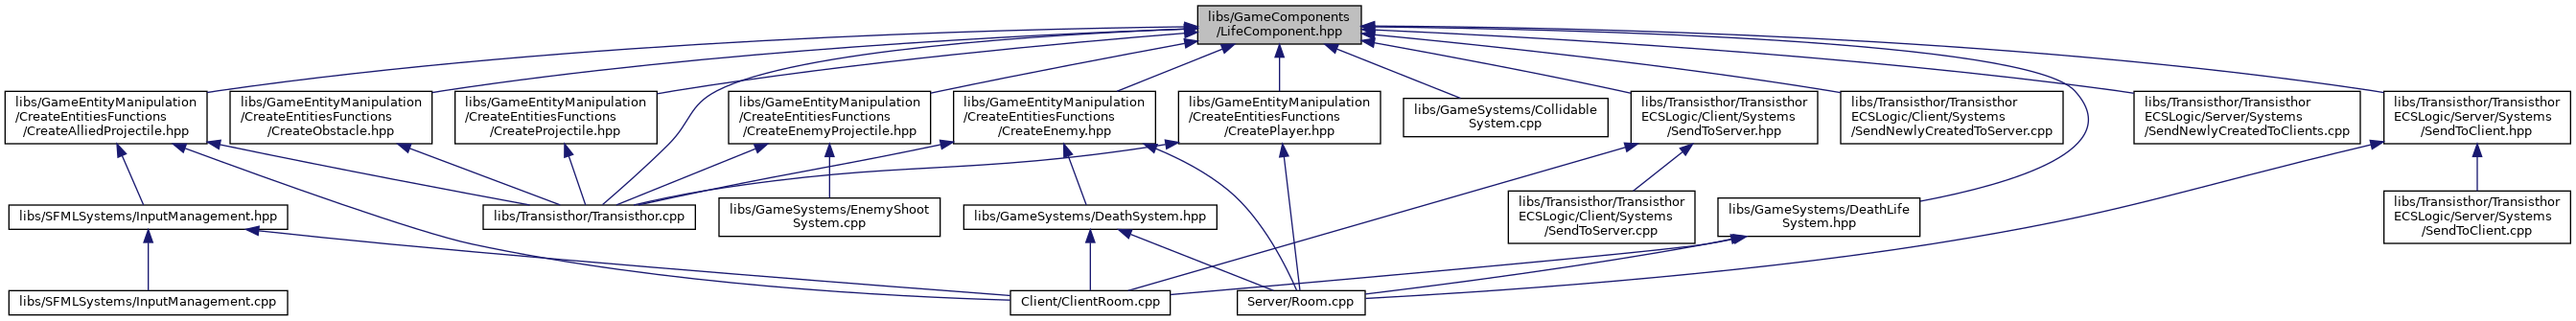 libs/GameComponents
/LifeComponent.hpp
libs/GameEntityManipulation
/CreateEntitiesFunctions
/CreateAlliedProjectile.hpp
libs/GameEntityManipulation
/CreateEntitiesFunctions
/CreateObstacle.hpp
libs/GameEntityManipulation
/CreateEntitiesFunctions
/CreateProjectile.hpp
libs/GameEntityManipulation
/CreateEntitiesFunctions
/CreateEnemyProjectile.hpp
libs/GameEntityManipulation
/CreateEntitiesFunctions
/CreateEnemy.hpp
libs/GameEntityManipulation
/CreateEntitiesFunctions
/CreatePlayer.hpp
libs/GameSystems/Collidable
System.cpp
libs/Transisthor/Transisthor
ECSLogic/Client/Systems
/SendToServer.hpp
libs/Transisthor/Transisthor
ECSLogic/Client/Systems
/SendNewlyCreatedToServer.cpp
libs/Transisthor/Transisthor
ECSLogic/Server/Systems
/SendNewlyCreatedToClients.cpp
libs/Transisthor/Transisthor
ECSLogic/Server/Systems
/SendToClient.hpp
libs/SFMLSystems/InputManagement.hpp
libs/Transisthor/Transisthor.cpp
libs/GameSystems/EnemyShoot
System.cpp
libs/GameSystems/DeathSystem.hpp
libs/Transisthor/Transisthor
ECSLogic/Client/Systems
/SendToServer.cpp
libs/GameSystems/DeathLife
System.hpp
libs/Transisthor/Transisthor
ECSLogic/Server/Systems
/SendToClient.cpp
libs/SFMLSystems/InputManagement.cpp
Client/ClientRoom.cpp
Server/Room.cpp